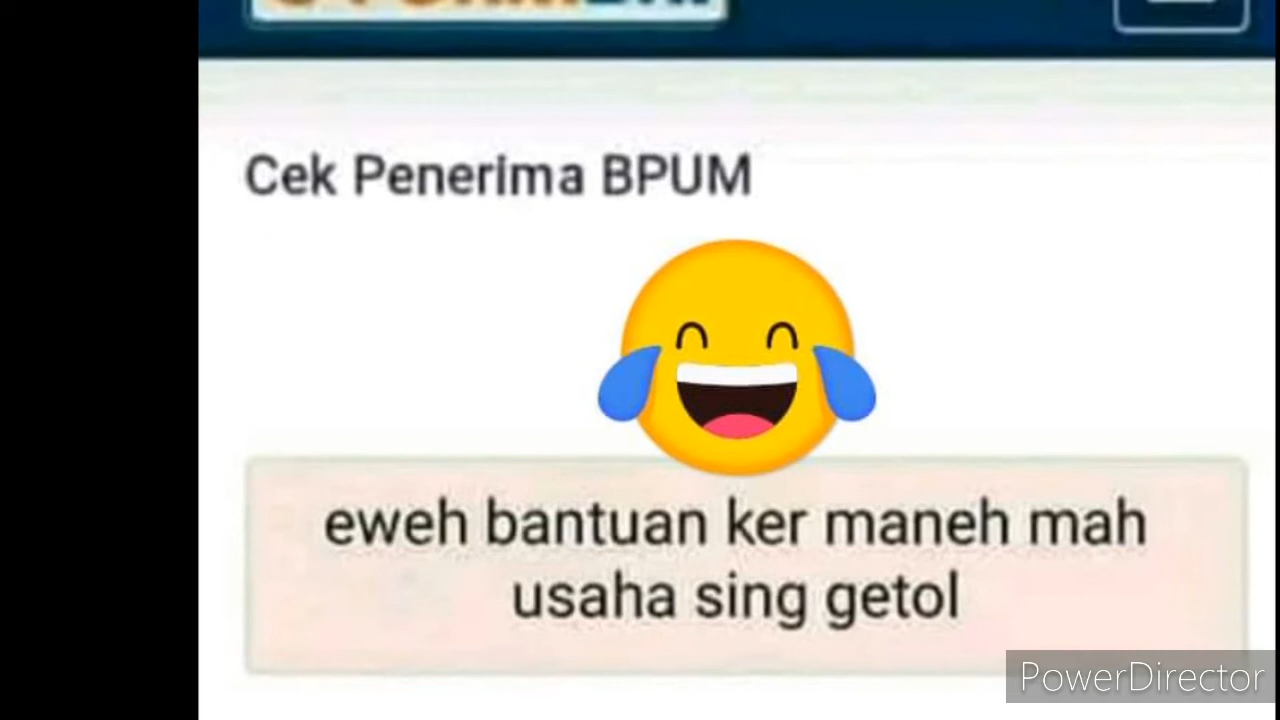 Cek Penerima BPUM
eweh bantuan ker maneh mah
usaha sing getol
PowerDirector